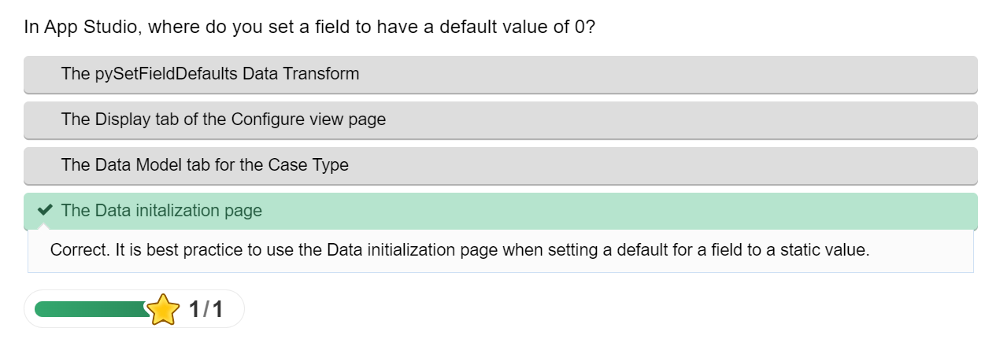 In App Studio, where do you set a field to have a default value of 0?
The pySetFieldDefaults Data Transform
The Display tab of the Configure view page
The Data Model tab for the Case Type
The Data initalization page
Correct. It is best practice to use the Data initialization page when setting a default for a field to a static value.
1/1